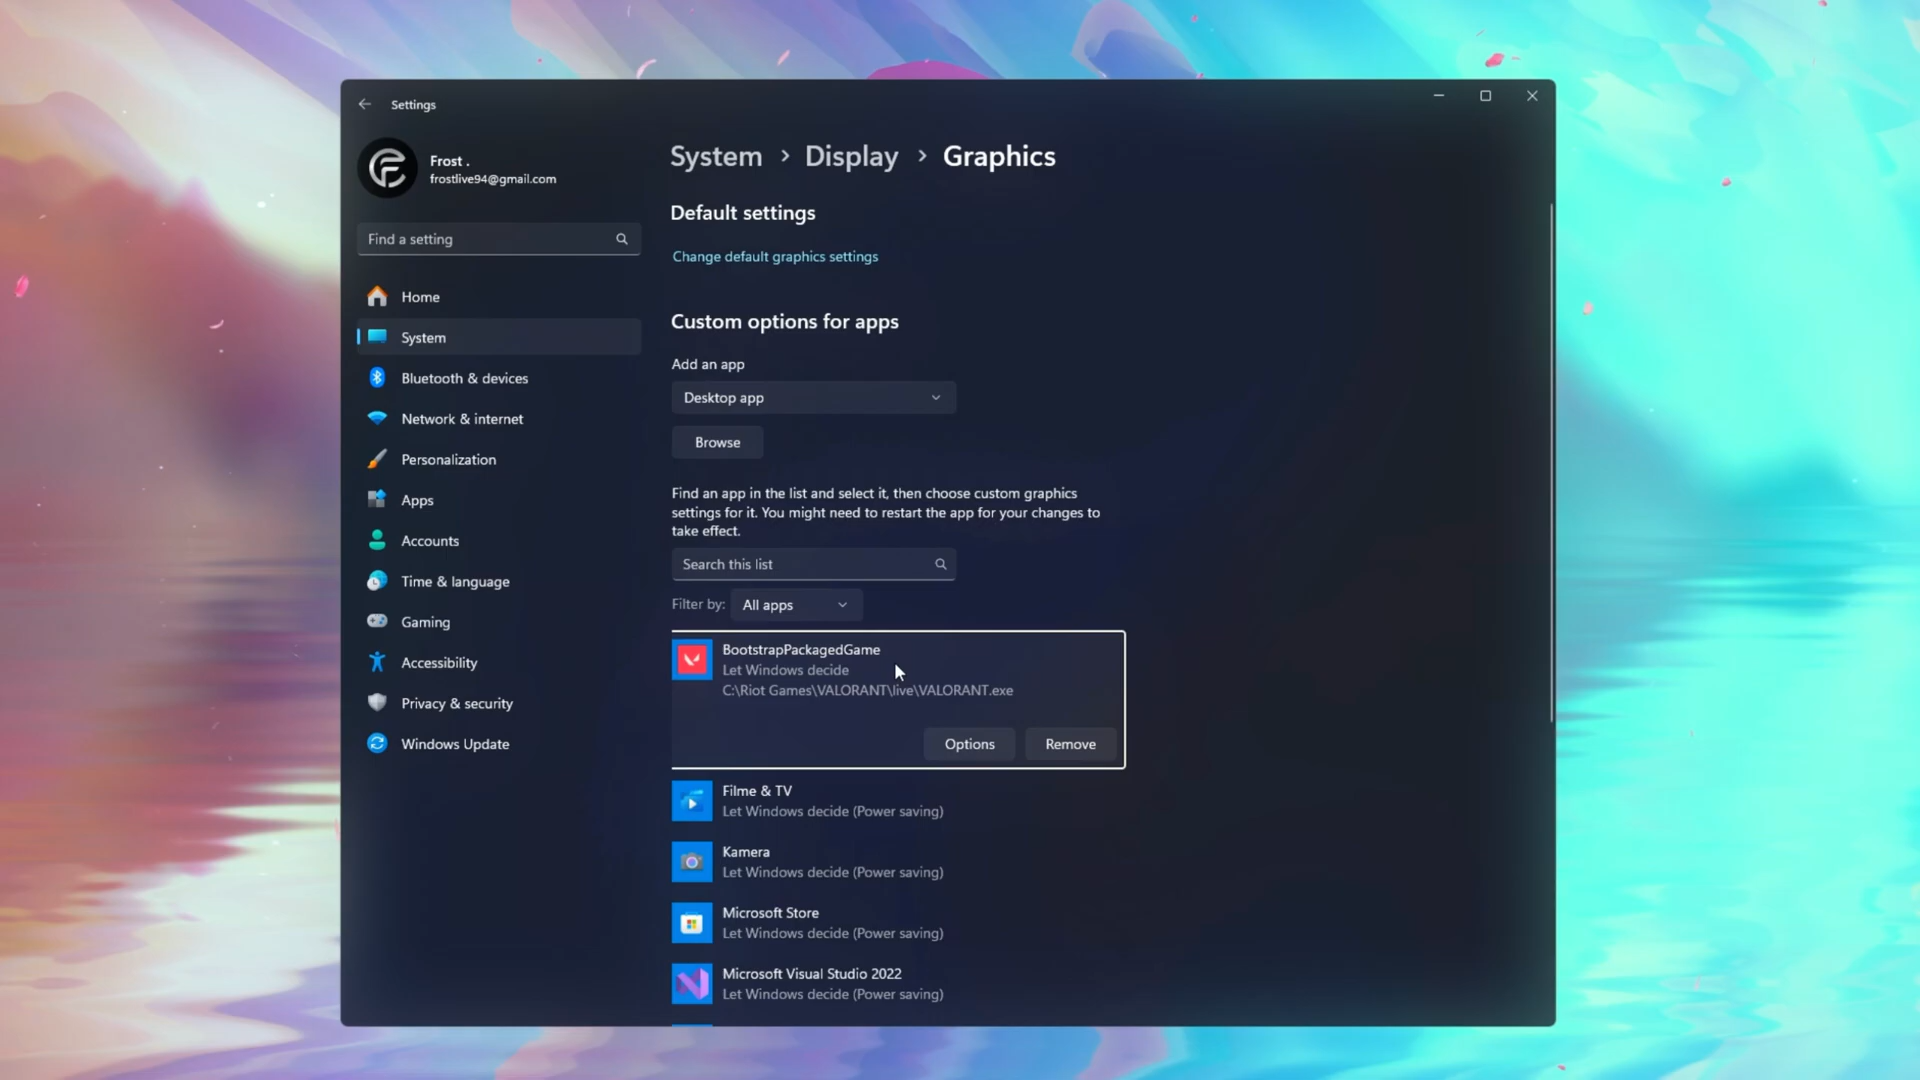 Settings
Frost .
frostlive94@gmail.com
Find a setting
Home
System
Bluetooth & devices
Network & internet
Personalization
Apps
Accounts
Time & language
Gaming
Accessibility
Privacy & security
Windows Update
System > Display > Graphics
Default settings
Change default graphics settings
Custom options for apps
Add an app
Desktop app
Browse
Find an app in the list and select it, then choose custom graphics
settings for it. You might need to restart the app for your changes to
take effect.
Search this list
Filter by: All apps
BootstrapPackagedGame
Let Windows decide
C:\Riot Games\VALORANT\live\VALORANT.exe
Options Remove
Filme & TV
Let Windows decide (Power saving)
Kamera
Let Windows decide (Power saving)
Microsoft Store
Let Windows decide (Power saving)
Microsoft Visual Studio 2022
Let Windows decide (Power saving)